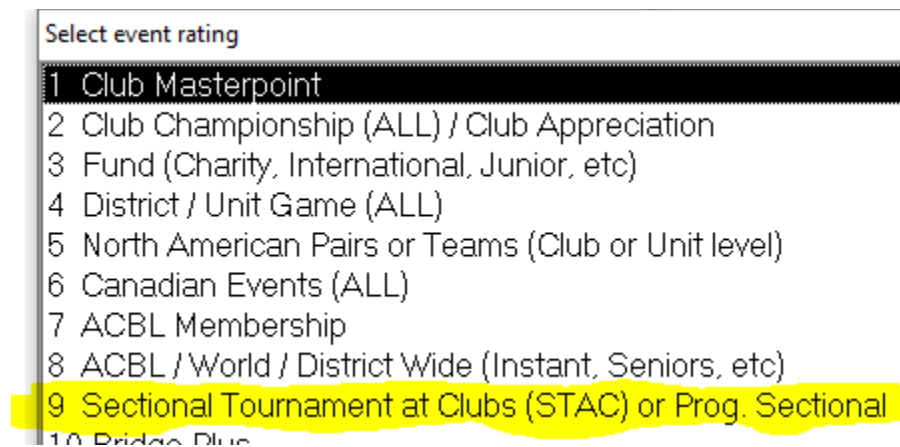 Select event rating
1 Club Masterpoint
2 Club Championship (ALL) / Club Appreciation
3 Fund (Charity, International, Junior, etc)
4 District / Unit Game (ALL)
5 North American Pairs or Teams (Club or Unit level)
6 Canadian Events (ALL)
7 ACBL Membership
8 ACBL / World / District Wide (Instant, Seniors, etc)
9 Sectional Tournament at Clubs (STAC) or Prog. Sectional
10 Bridge Plus